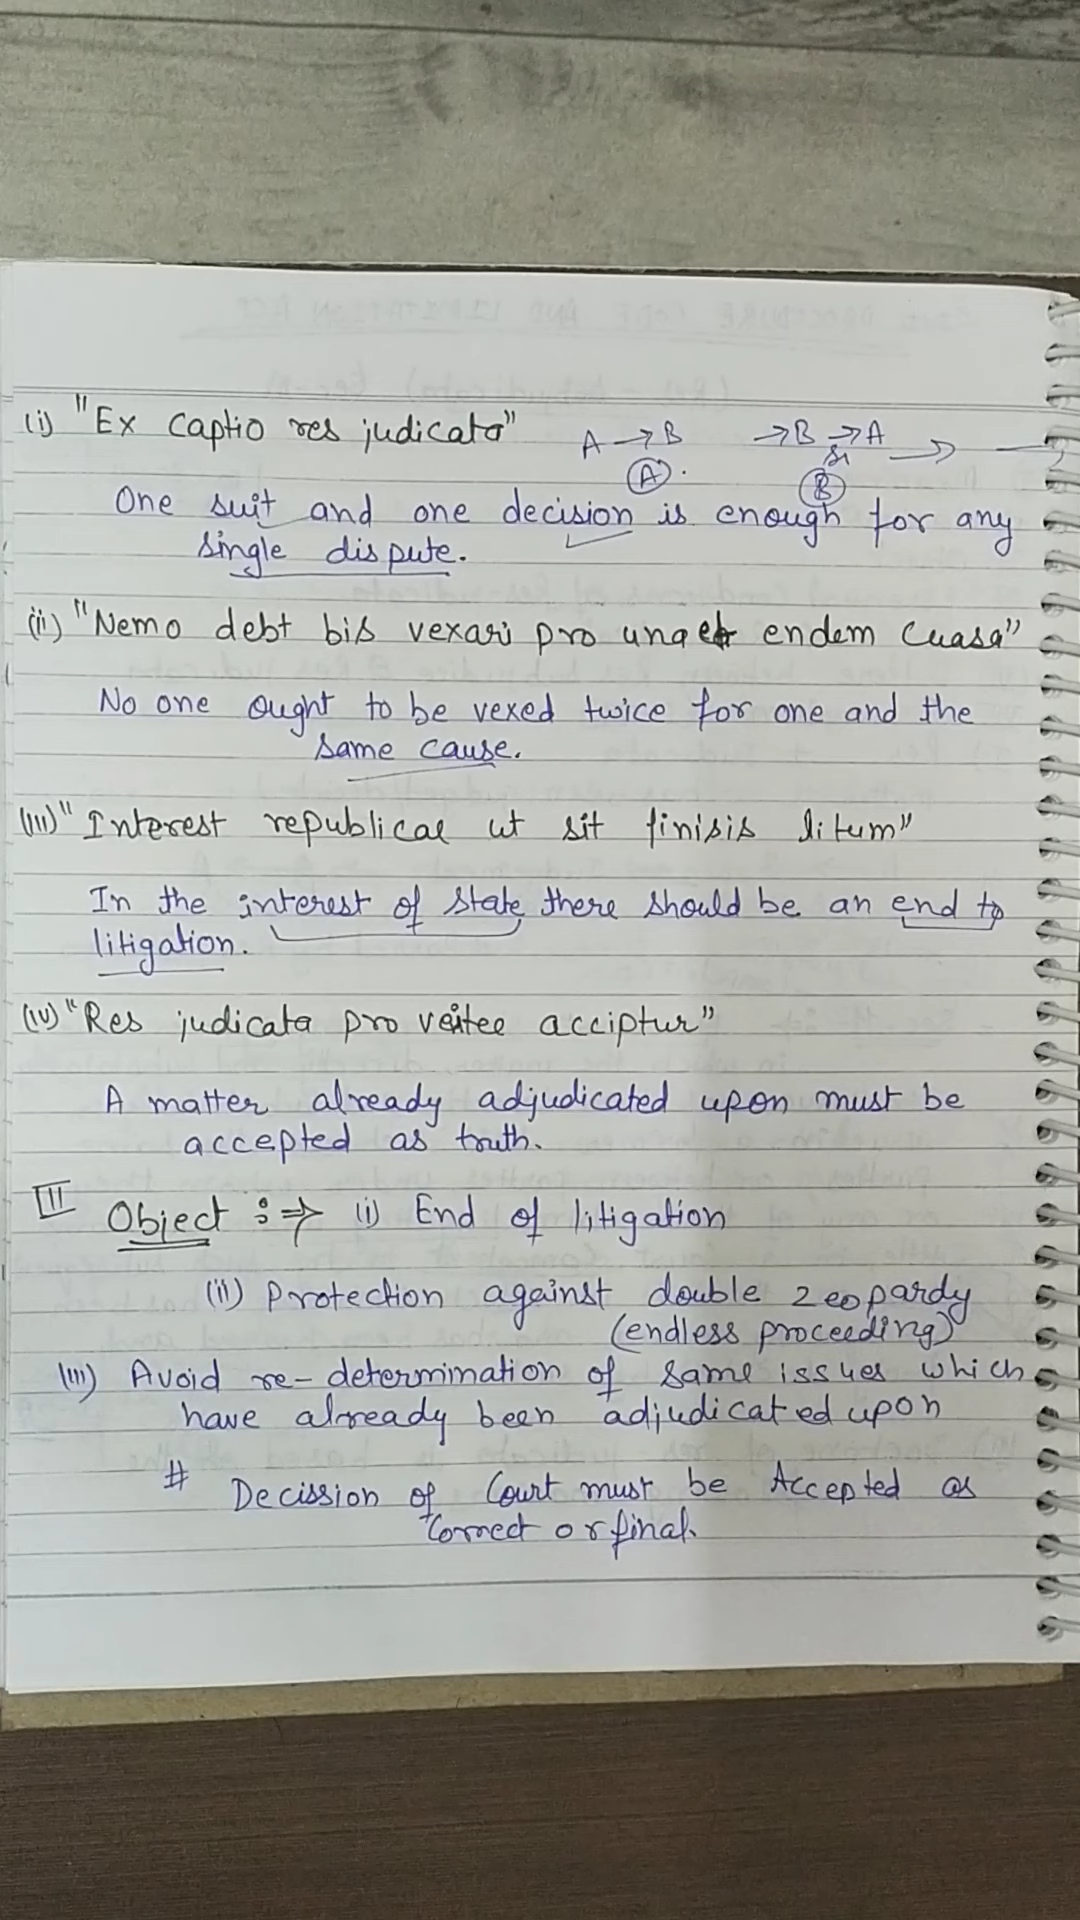 (i) "Ex Captio res judicata" A → B → B → A
(A). (B)
One suit and one decision is enough for any
single dispute.
(ii) "Nemo debt bis vexari pro una et endem Cuasa"
No one ought to be vexed twice for one and the
same cause.
(iii) "Interest republicae ut sit finisis litum"
In the interest of state there should be an end to
litigation.
(iv) "Res judicata pro veitee acciptur"
A matter already adjudicated upon must be
accepted as truth.
II Object :⇒ (i) End of litigation
(ii) Protection against double zeopardy
(endless proceeding)
(iii) Avoid re-determination of same issues which
have already been adjudicated upon
# Decission of Court must be Accepted as
Correct or final.